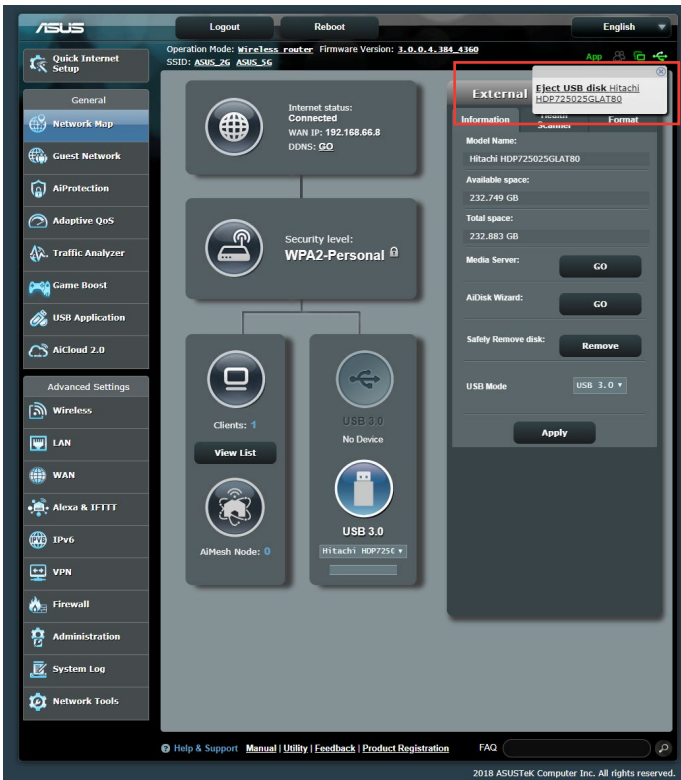 ASUS
Logout
Reboot
English
Quick Internet
Setup
Operation Mode: Wireless router Firmware Version: 3.0.0.4.384_4360
SSID: ASUS_2G ASUS_5G
App
General
Network Map
Guest Network
AiProtection
Adaptive QoS
Traffic Analyzer
Game Boost
USB Application
AiCloud 2.0
Advanced Settings
Wireless
LAN
WAN
Alexa & IFTTT
IPv6
VPN
Firewall
Administration
System Log
Network Tools
Internet status:
Connected
WAN IP: 192.168.66.8
DDNS: GO
Security level:
WPA2-Personal
Clients: 1
View List
AiMesh Node: 0
USB 3.0
No Device
USB 3.0
Hitachi HDP725(
External
Eject USB disk Hitachi
HDP725025GLAT80
Information
Health
Scanner
Format
Model Name:
Hitachi HDP725025GLAT80
Available space:
232.749 GB
Total space:
232.883 GB
Media Server:
GO
AiDisk Wizard:
GO
Safely Remove disk:
Remove
USB Mode
USB 3.0
Apply
Help & Support Manual | Utility | Feedback | Product Registration
FAQ
2018 ASUSTeK Computer Inc. All rights reserved.